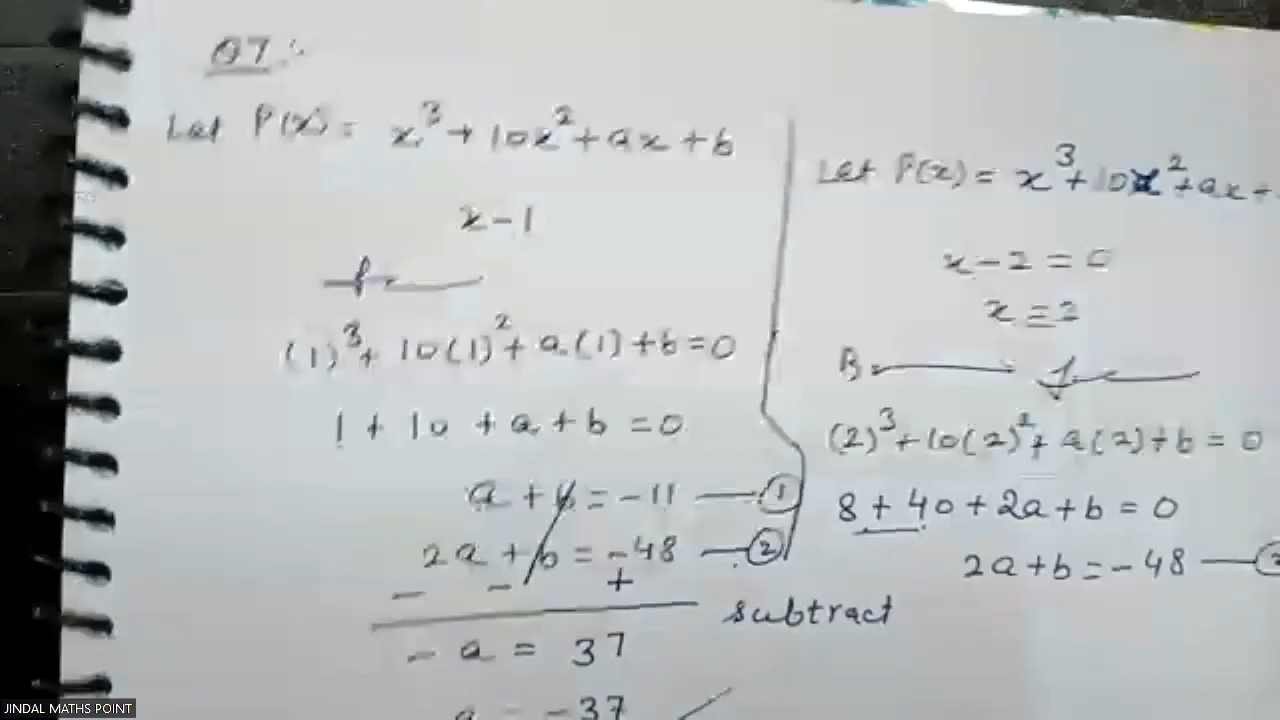 Q7:
Let P(x) = x³ + 10x² + ax + b
x - 1
(1)³ + 10(1)² + a(1) + b = 0
1 + 10 + a + b = 0
a + b = -11 — ①
2a + b = -48 — ②
- - +
subtract
- a = 37
a = -37
Let P(x) = x³ + 10x² + ax +
x - 2 = 0
x = 2
(2)³ + 10(2)² + a(2) + b = 0
8 + 40 + 2a + b = 0
2a + b = -48 — ②
JINDAL MATHS POINT